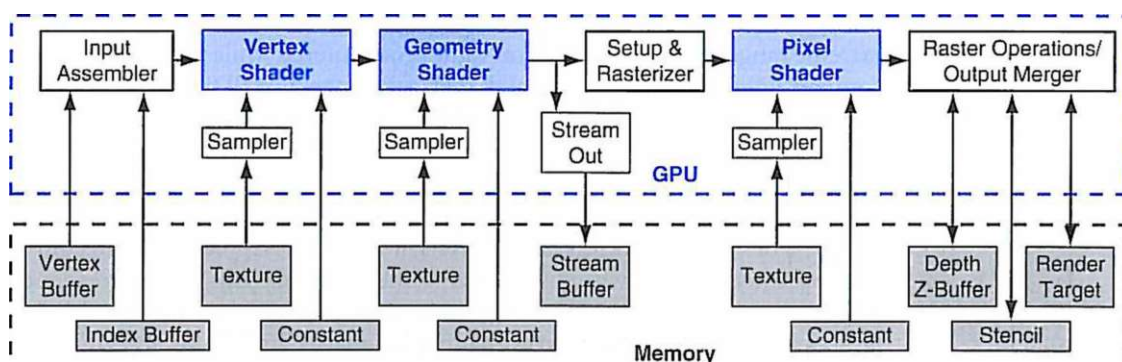 Input
Assembler
Vertex
Shader
Geometry
Shader
Setup &
Rasterizer
Pixel
Shader
Raster Operations/
Output Merger
Sampler
Sampler
Stream
Out
Sampler
GPU
Vertex
Buffer
Texture
Texture
Stream
Buffer
Texture
Depth
Z-Buffer
Render
Target
Index Buffer
Constant
Constant
Constant
Stencil
Memory